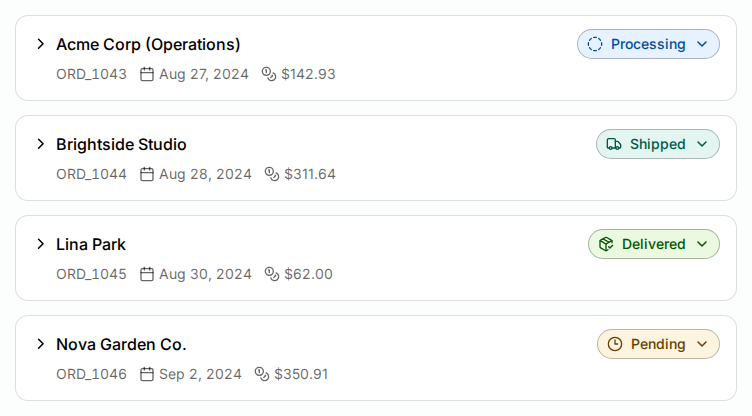 Acme Corp (Operations) Processing
ORD_1043 Aug 27, 2024 $142.93
Brightside Studio Shipped
ORD_1044 Aug 28, 2024 $311.64
Lina Park Delivered
ORD_1045 Aug 30, 2024 $62.00
Nova Garden Co. Pending
ORD_1046 Sep 2, 2024 $350.91